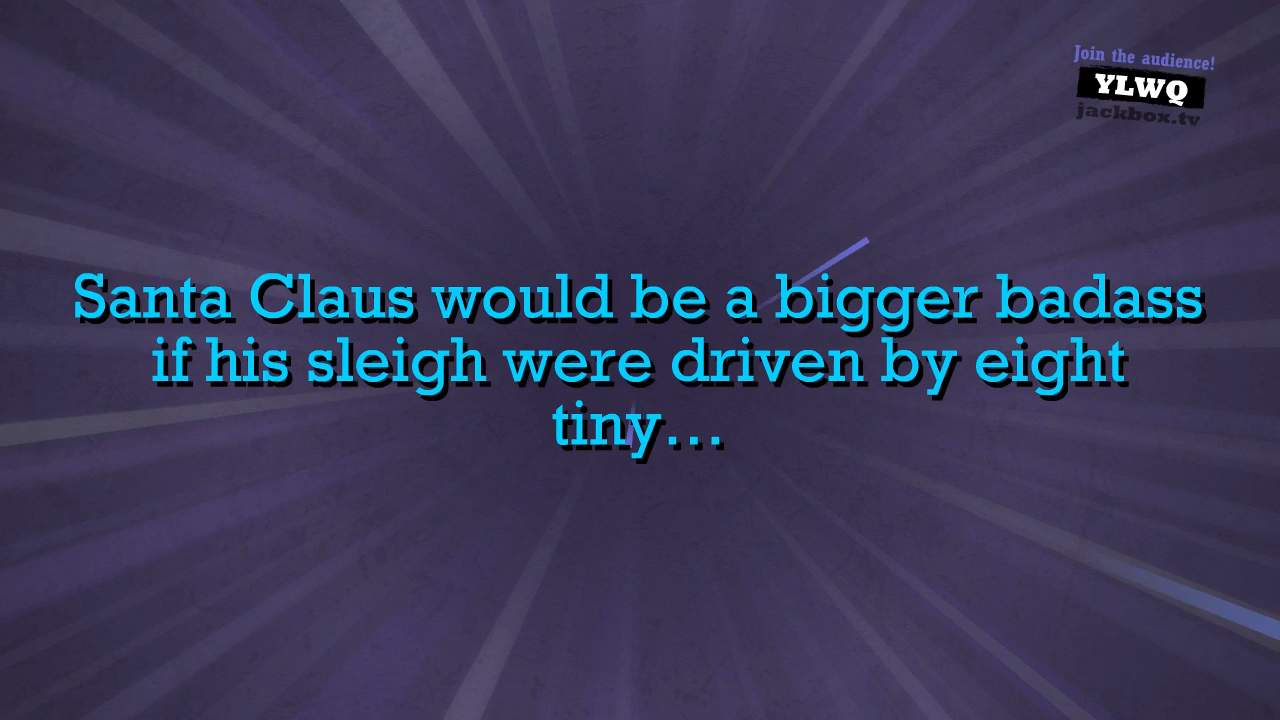 Join the audience!
YLWQ
jackbox.tv
Santa Claus would be a bigger badass
if his sleigh were driven by eight
tiny...